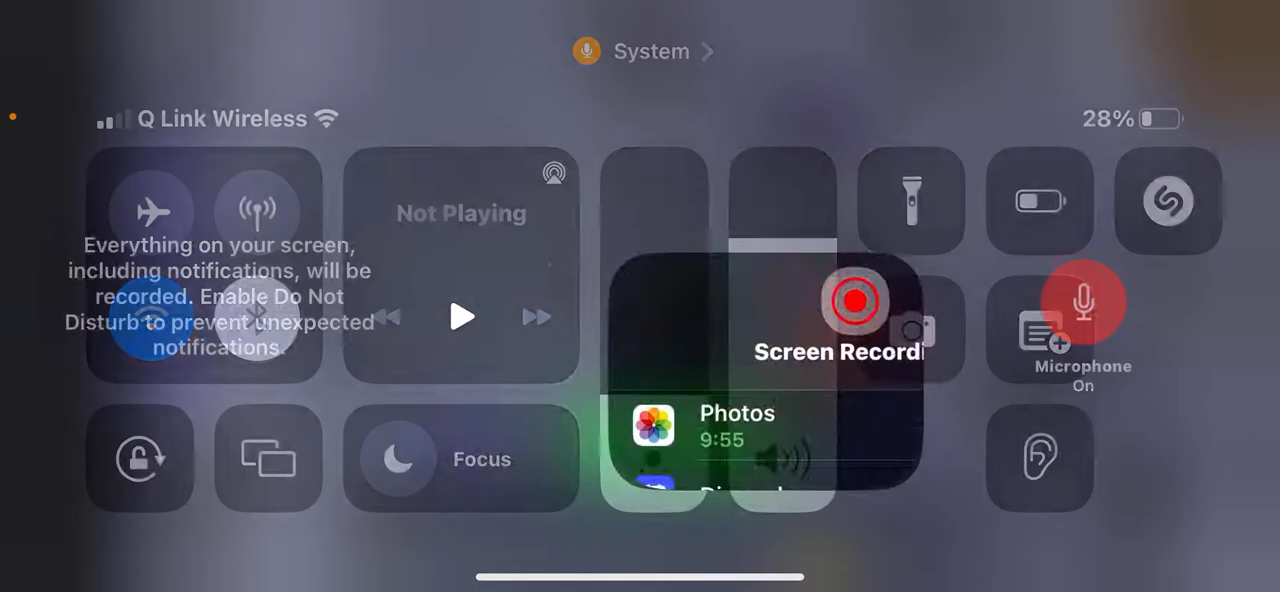 System
Q Link Wireless
28%
Not Playing
Everything on your screen,
including notifications, will be
recorded. Enable Do Not
Disturb to prevent unexpected
notifications.
Screen Recordi
Microphone
On
Photos
9:55
Focus